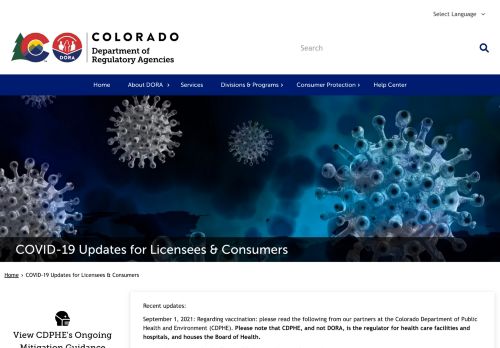 Select Language
COLORADO
Department of
Regulatory Agencies
DORA
Search
Home
About DORA
Services
Divisions & Programs
Consumer Protection
Help Center
COVID-19 Updates for Licensees & Consumers
Home › COVID-19 Updates for Licensees & Consumers
View CDPHE's Ongoing
Mitigation Guidance
Recent updates:
September 1, 2021: Regarding vaccination: please read the following from our partners at the Colorado Department of Public
Health and Environment (CDPHE). Please note that CDPHE, and not DORA, is the regulator for health care facilities and
hospitals, and houses the Board of Health.